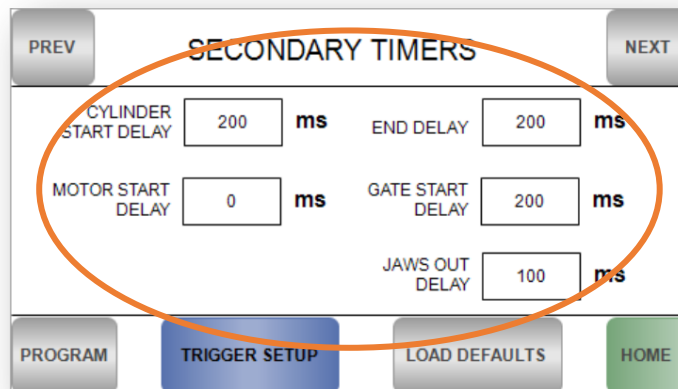 PREV
SECONDARY TIMERS
NEXT
CYLINDER
START DELAY
200
ms
END DELAY
200
ms
MOTOR START
DELAY
0
ms
GATE START
DELAY
200
ms
JAWS OUT
DELAY
100
ms
PROGRAM
TRIGGER SETUP
LOAD DEFAULTS
HOME